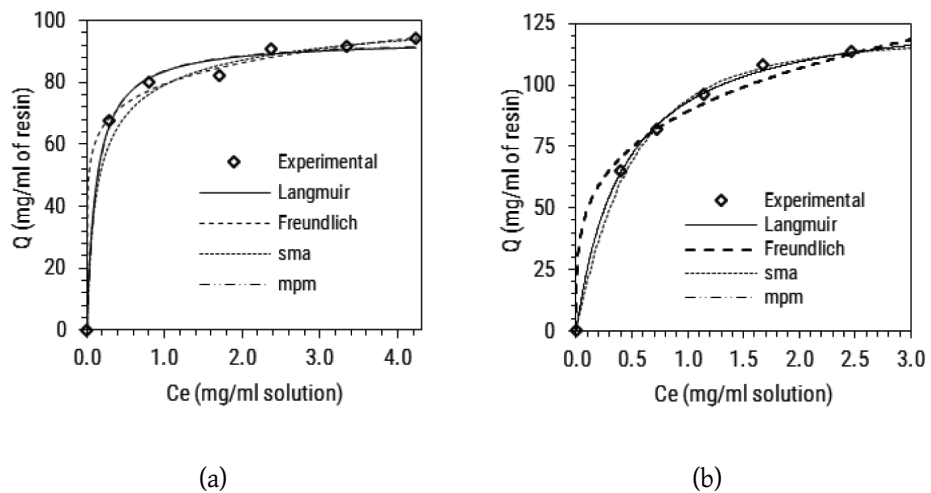 100
80
60
40
20
0
Q (mg/ml of resin)
Experimental
Langmuir
Freundlich
sma
mpm
0.0 1.0 2.0 3.0 4.0
Ce (mg/ml solution)
(a)
125
100
75
50
25
0
Q (mg/ml of resin)
Experimental
Langmuir
Freundlich
sma
mpm
0.0 0.5 1.0 1.5 2.0 2.5 3.0
Ce (mg/ml solution)
(b)